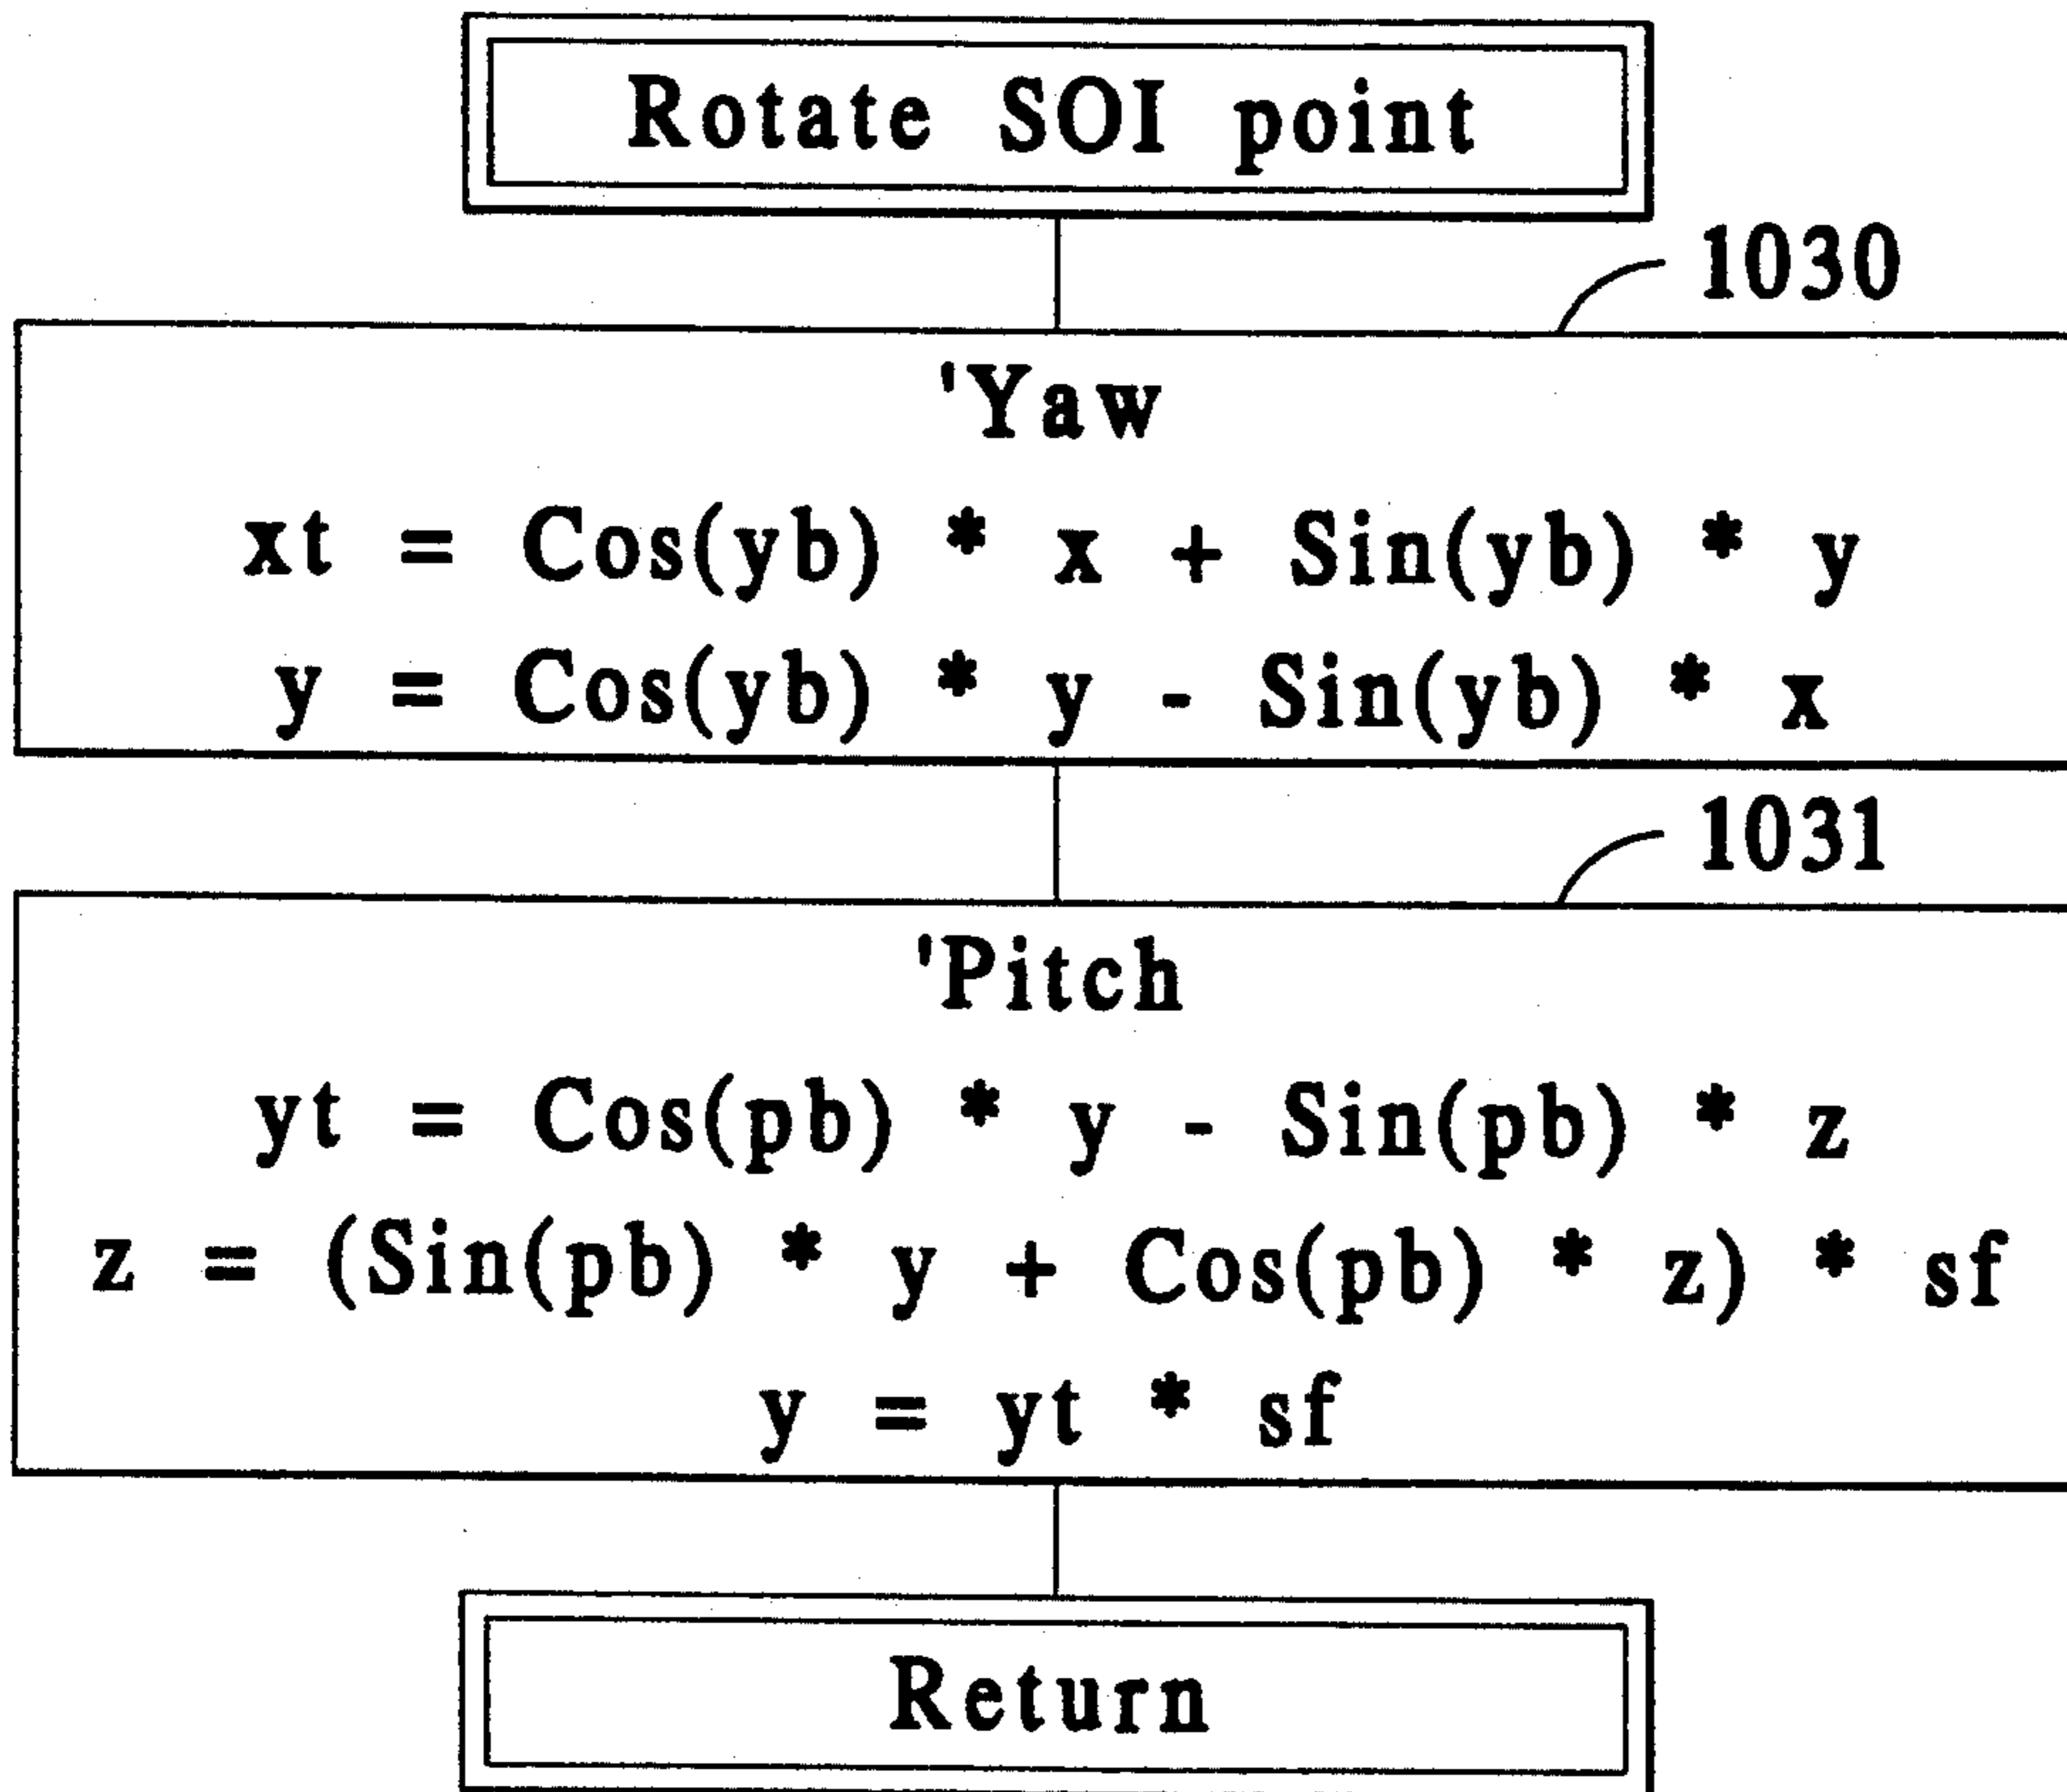 Rotate SOI point
1030
'Yaw
xt = Cos(yb) * x + Sin(yb) * y
y = Cos(yb) * y - Sin(yb) * x
1031
'Pitch
yt = Cos(pb) * y - Sin(pb) * z
z = (Sin(pb) * y + Cos(pb) * z) * sf
y = yt * sf
Return